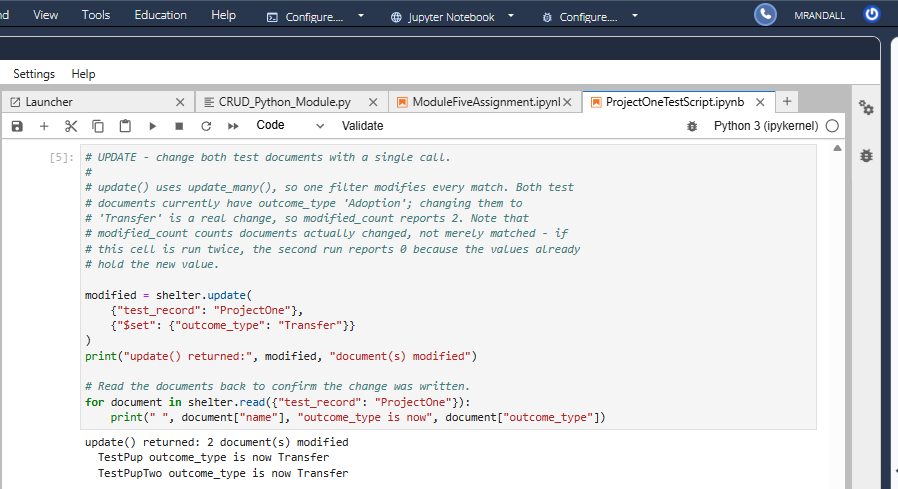 nd View Tools Education Help Configure.... Jupyter Notebook Configure.... MRANDALL
Settings Help
Launcher CRUD_Python_Module.py ModuleFiveAssignment.ipynl ProjectOneTestScript.ipynb
Code Validate Python 3 (ipykernel)
[5]: # UPDATE - change both test documents with a single call.
#
# update() uses update_many(), so one filter modifies every match. Both test
# documents currently have outcome_type 'Adoption'; changing them to
# 'Transfer' is a real change, so modified_count reports 2. Note that
# modified_count counts documents actually changed, not merely matched - if
# this cell is run twice, the second run reports 0 because the values already
# hold the new value.
modified = shelter.update(
{"test_record": "ProjectOne"},
{"$set": {"outcome_type": "Transfer"}}
)
print("update() returned:", modified, "document(s) modified")
# Read the documents back to confirm the change was written.
for document in shelter.read({"test_record": "ProjectOne"}):
print(" ", document["name"], "outcome_type is now", document["outcome_type"])
update() returned: 2 document(s) modified
TestPup outcome_type is now Transfer
TestPupTwo outcome_type is now Transfer